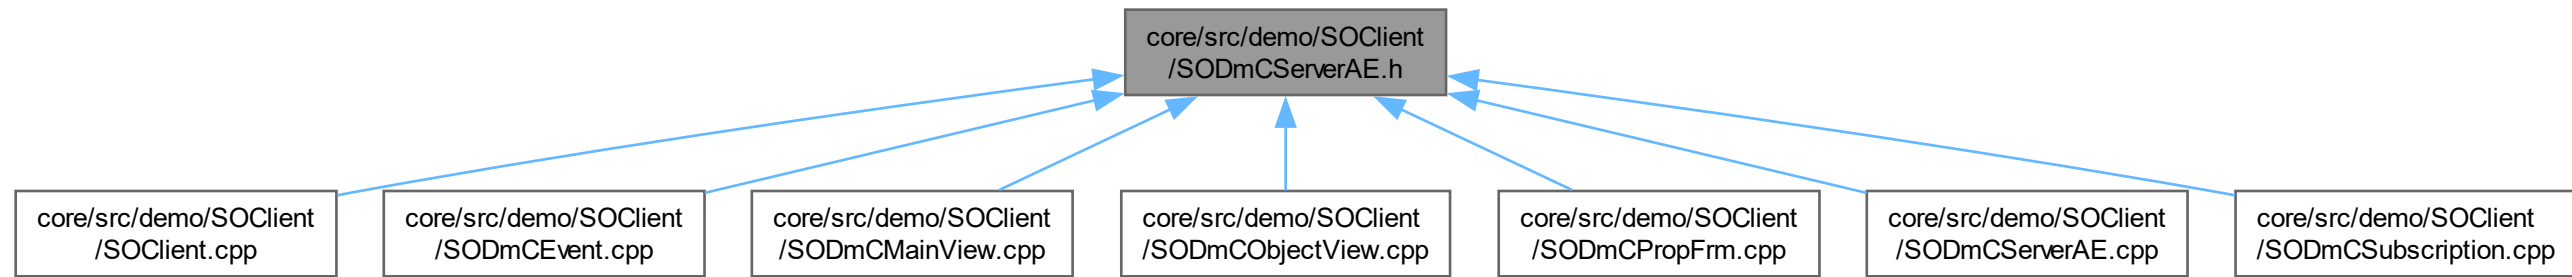 core/src/demo/SOClient
/SODmCServerAE.h
core/src/demo/SOClient
/SOClient.cpp
core/src/demo/SOClient
/SODmCEvent.cpp
core/src/demo/SOClient
/SODmCMainView.cpp
core/src/demo/SOClient
/SODmCObjectView.cpp
core/src/demo/SOClient
/SODmCPropFrm.cpp
core/src/demo/SOClient
/SODmCServerAE.cpp
core/src/demo/SOClient
/SODmCSubscription.cpp